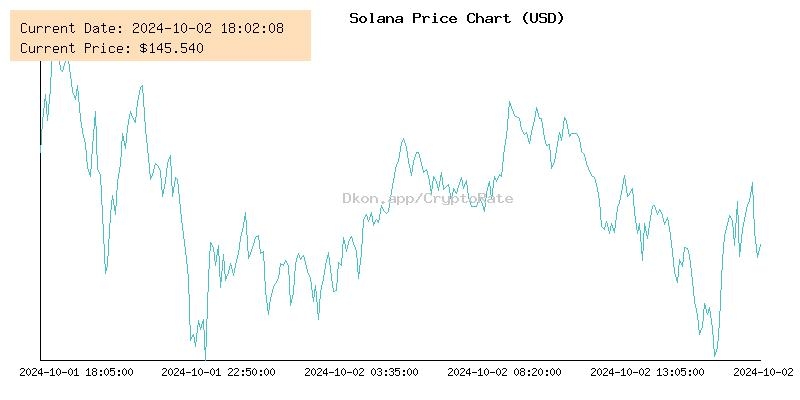 Solana Price Chart (USD)
Current Date: 2024-10-02 18:02:08
Current Price: $145.540
Dkon.app/CryptoRate
2024-10-01 18:05:00 2024-10-01 22:50:00 2024-10-02 03:35:00 2024-10-02 08:20:00 2024-10-02 13:05:00 2024-10-02